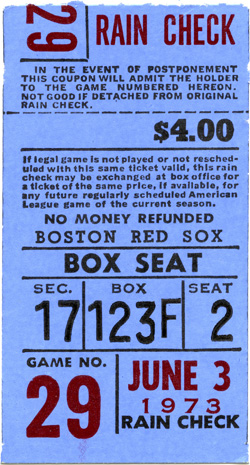 29 RAIN CHECK
IN THE EVENT OF POSTPONEMENT
THIS COUPON WILL ADMIT THE HOLDER
TO THE GAME NUMBERED HEREON.
NOT GOOD IF DETACHED FROM ORIGINAL
RAIN CHECK.
$4.00
If legal game is not played or not resched-
uled with this same ticket valid, this rain
check may be exchanged at box office for
a ticket of the same price, if available, for
any future regularly scheduled American
League game of the current season.
NO MONEY REFUNDED
BOSTON RED SOX
BOX SEAT
SEC. BOX SEAT
17 123F 2
GAME NO.
29
JUNE 3
1973
RAIN CHECK